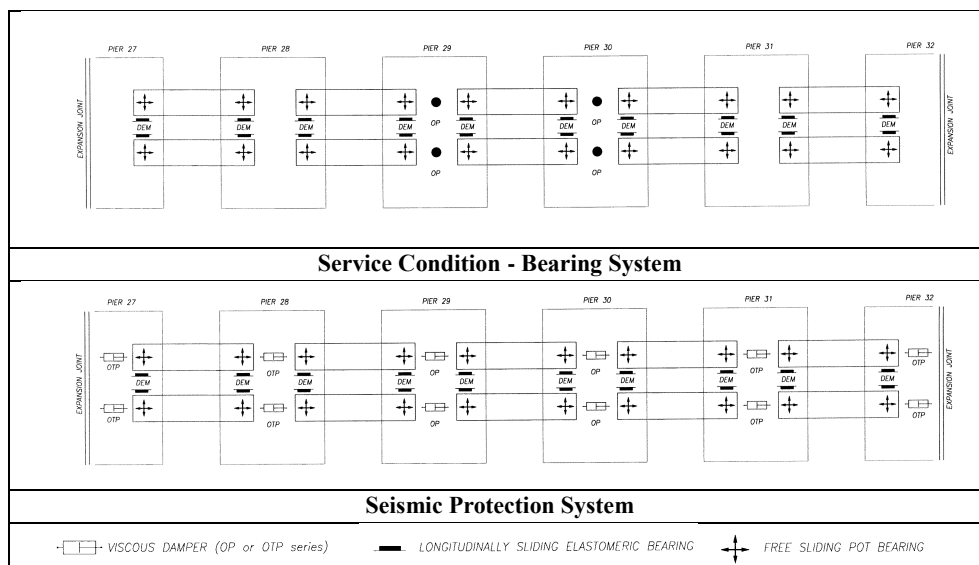 PIER 27 PIER 28 PIER 29 PIER 30 PIER 31 PIER 32
EXPANSION JOINT
DEM DEM DEM DEM DEM DEM DEM DEM DEM DEM
OP OP
OP OP
EXPANSION JOINT
Service Condition - Bearing System
PIER 27 PIER 28 PIER 29 PIER 30 PIER 31 PIER 32
EXPANSION JOINT
OTP OTP OP OP OTP OTP
DEM DEM DEM DEM DEM DEM DEM DEM DEM DEM
OTP OTP OP OP OTP OTP
EXPANSION JOINT
Seismic Protection System
VISCOUS DAMPER (OP or OTP series) LONGITUDINALLY SLIDING ELASTOMERIC BEARING FREE SLIDING POT BEARING